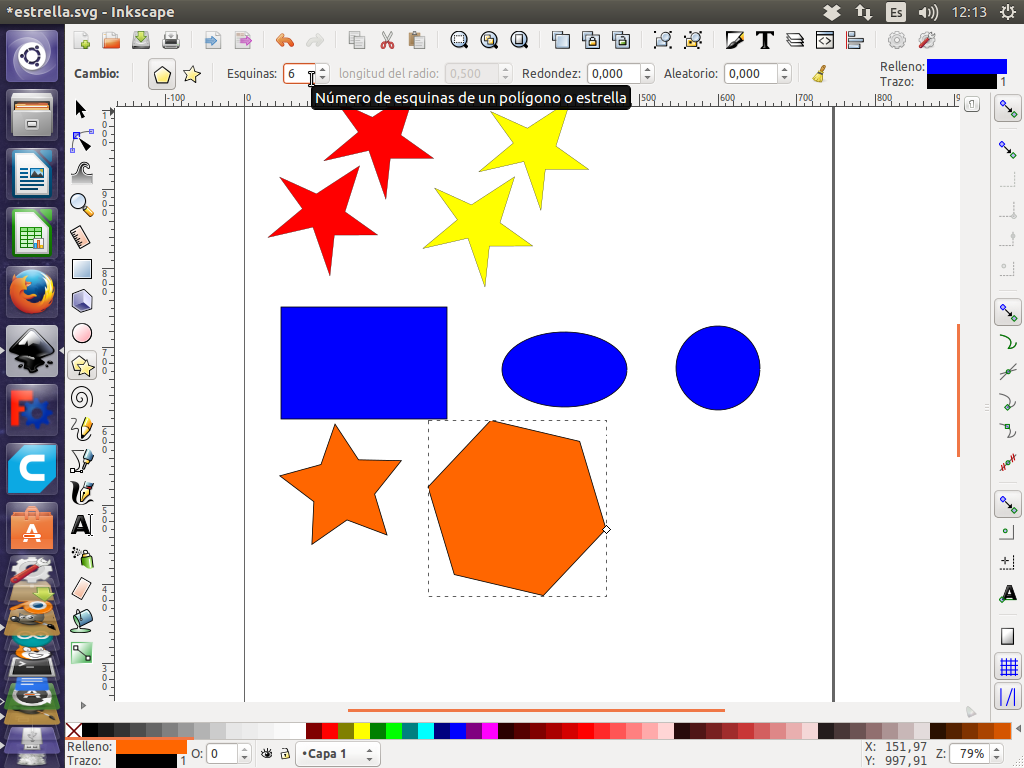 *estrella.svg - Inkscape
Es
12:13
Cambio:
Esquinas: 6
longitud del radio: 0,500
Redondez: 0,000
Aleatorio: 0,000
Relleno:
Trazo: 1
Número de esquinas de un polígono o estrella
-100 0 500 600 700 800
Relleno:
Trazo: 1
O: 0
•Capa 1
X: 151,97
Y: 997,91
Z: 79%